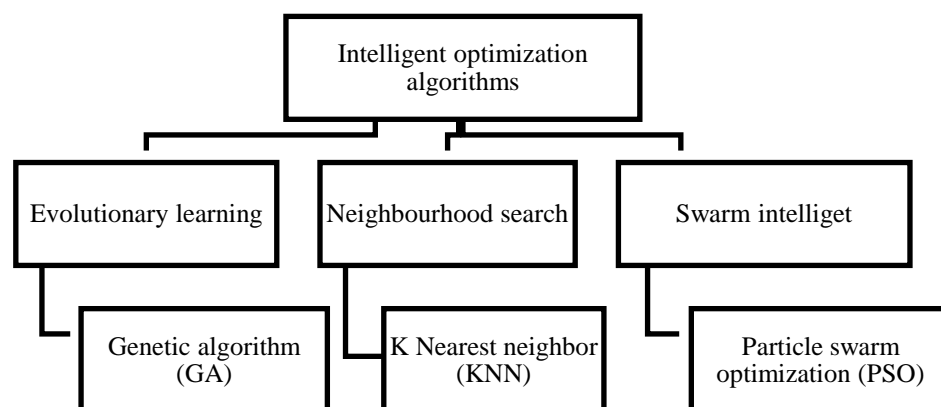 Intelligent optimization
algorithms
Evolutionary learning
Neighbourhood search
Swarm intelliget
Genetic algorithm
(GA)
K Nearest neighbor
(KNN)
Particle swarm
optimization (PSO)